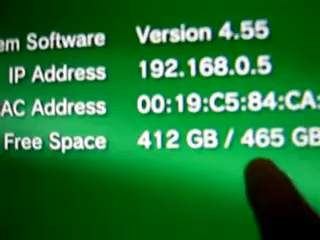 em Software Version 4.55
IP Address 192.168.0.5
AC Address 00:19:C5:84:CA:
Free Space 412 GB / 465 GB